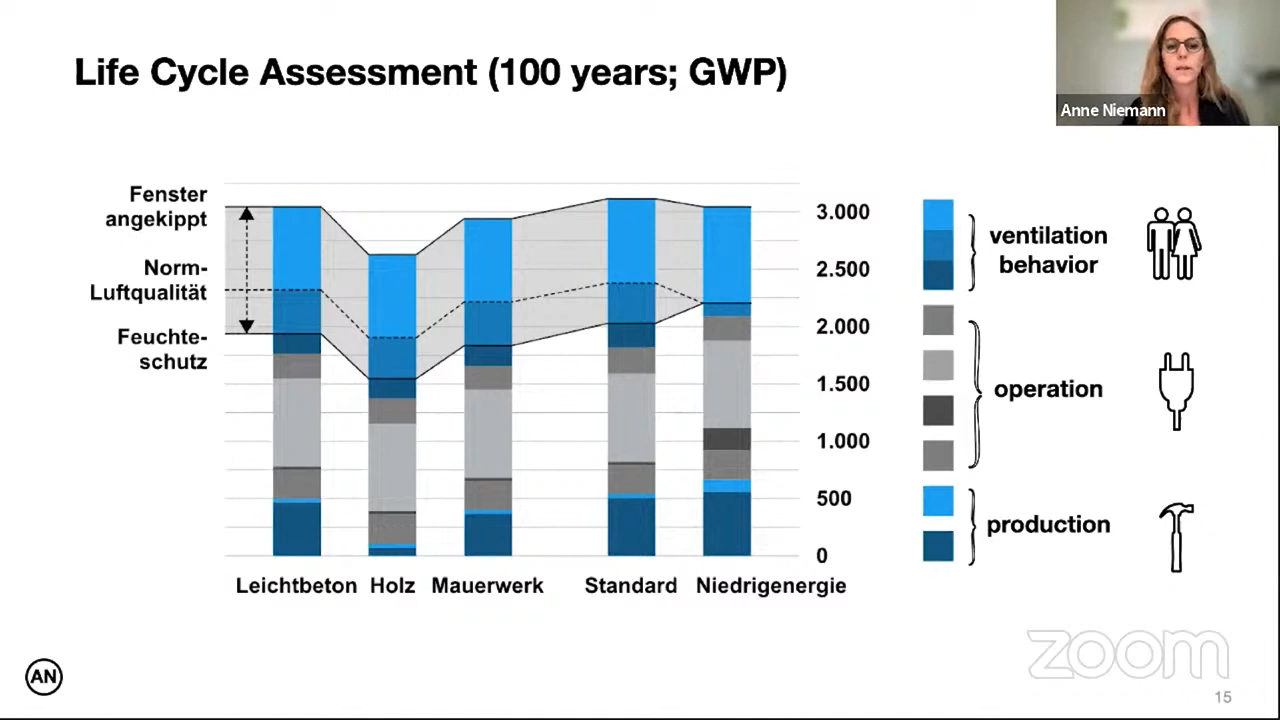 Life Cycle Assessment (100 years; GWP)
Anne Niemann
Fenster
angekippt
Norm-
Luftqualität
Feuchte-
schutz
3.000
2.500
2.000
1.500
1.000
500
0
Leichtbeton Holz Mauerwerk Standard Niedrigenergie
ventilation
behavior
operation
production
AN
zoom
15